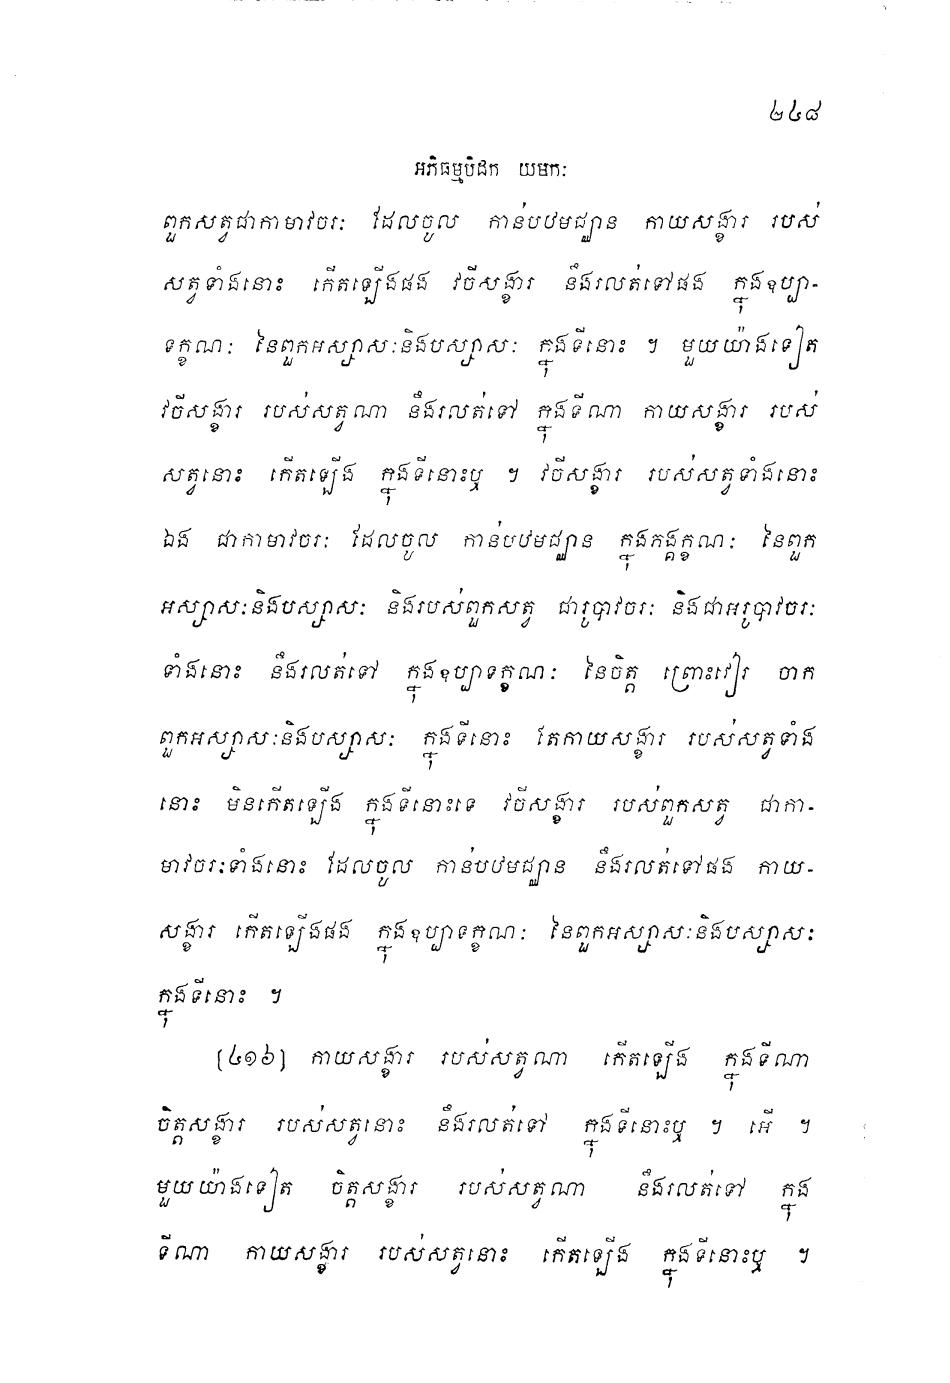 ២៤៨
អភិធម្មបិដក យមកៈ
ពួកសត្វជាកាមាវចរៈ ដែលចូល កាន់បឋមជ្ឈាន កាយសង្ខារ របស់
សត្វទាំងនោះ កើតឡើងផង វចីសង្ខារ នឹងរលត់ទៅផង ក្នុងឧប្បា-
ទក្ខណៈ នៃពួកអស្សាសៈនិងបស្សាសៈ ក្នុងទីនោះ ។ មួយយ៉ាងទៀត
វចីសង្ខារ របស់សត្វណា នឹងរលត់ទៅ ក្នុងទីណា កាយសង្ខារ របស់
សត្វនោះ កើតឡើង ក្នុងទីនោះឬ ។ វចីសង្ខារ របស់សត្វទាំងនោះ
ឯង ជាកាមាវចរៈ ដែលចូល កាន់បឋមជ្ឈាន ក្នុងភង្គក្ខណៈ នៃពួក
អស្សាសៈនិងបស្សាសៈ និងរបស់ពួកសត្វ ជារូបាវចរៈ និងជាអរូបាវចរៈ
ទាំងនោះ នឹងរលត់ទៅ ក្នុងឧប្បាទក្ខណៈ នៃចិត្ត ព្រោះវៀរ ចាក
ពួកអស្សាសៈនិងបស្សាសៈ ក្នុងទីនោះ តែកាយសង្ខារ របស់សត្វទាំង
នោះ មិនកើតឡើង ក្នុងទីនោះទេ វចីសង្ខារ របស់ពួកសត្វ ជាកា-
មាវចរៈទាំងនោះ ដែលចូល កាន់បឋមជ្ឈាន នឹងរលត់ទៅផង កាយ-
សង្ខារ កើតឡើងផង ក្នុងឧប្បាទក្ខណៈ នៃពួកអស្សាសៈនិងបស្សាសៈ
ក្នុងទីនោះ ។
(៤១៦) កាយសង្ខារ របស់សត្វណា កើតឡើង ក្នុងទីណា
ចិត្តសង្ខារ របស់សត្វនោះ នឹងរលត់ទៅ ក្នុងទីនោះឬ ។ អើ ។
មួយយ៉ាងទៀត ចិត្តសង្ខារ របស់សត្វណា នឹងរលត់ទៅ ក្នុង
ទីណា កាយសង្ខារ របស់សត្វនោះ កើតឡើង ក្នុងទីនោះឬ ។